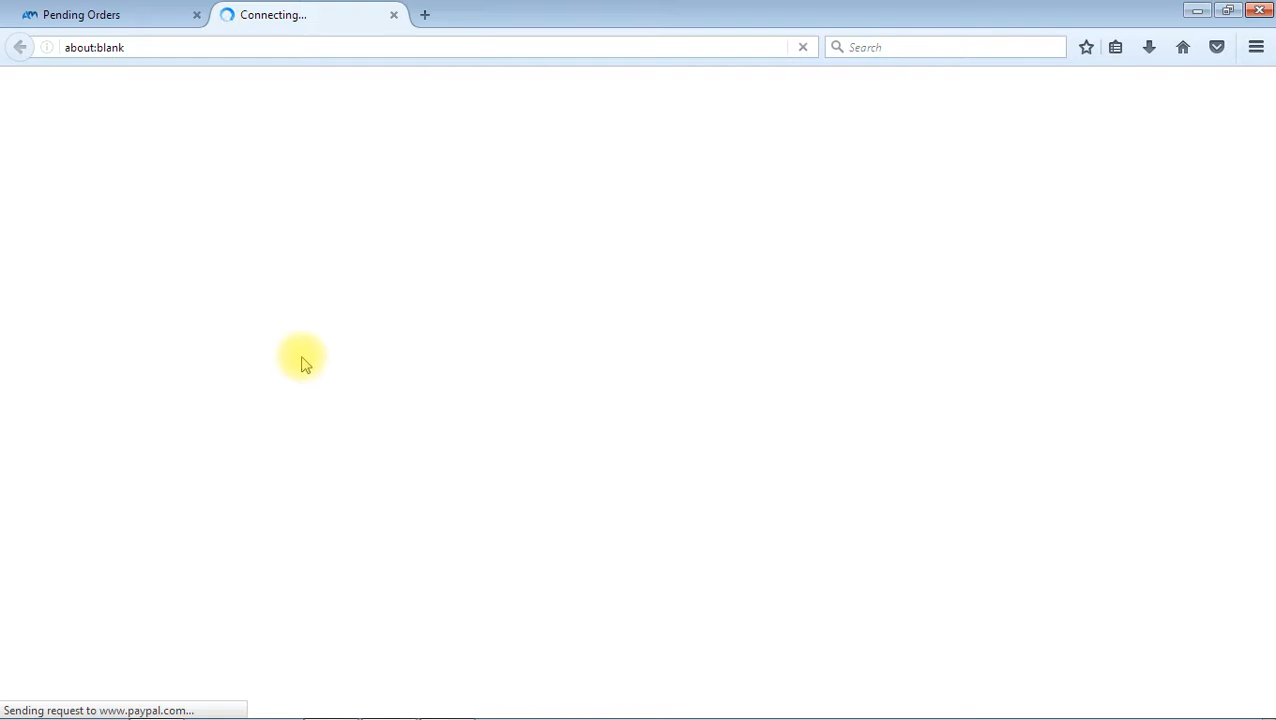 Pending Orders
Connecting...
about:blank
Search
Sending request to www.paypal.com...